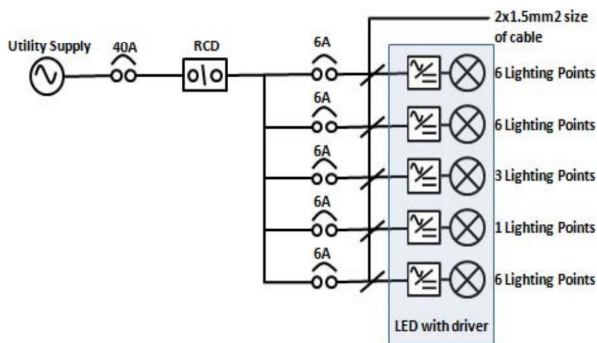 2x1.5mm2 size
of cable
Utility Supply
40A
RCD
6A
6 Lighting Points
6A
6 Lighting Points
6A
3 Lighting Points
6A
1 Lighting Points
6A
6 Lighting Points
LED with driver